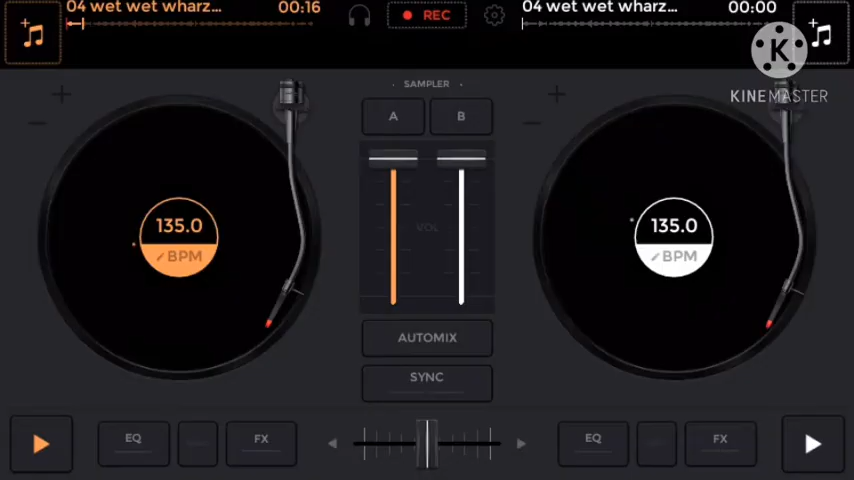 04 wet wet wharz... 00:16 REC 04 wet wet wharz... 00:00
K
KINEMASTER
SAMPLER
A B
135.0 BPM
VOL
135.0 BPM
AUTOMIX
SYNC
EQ FX EQ FX